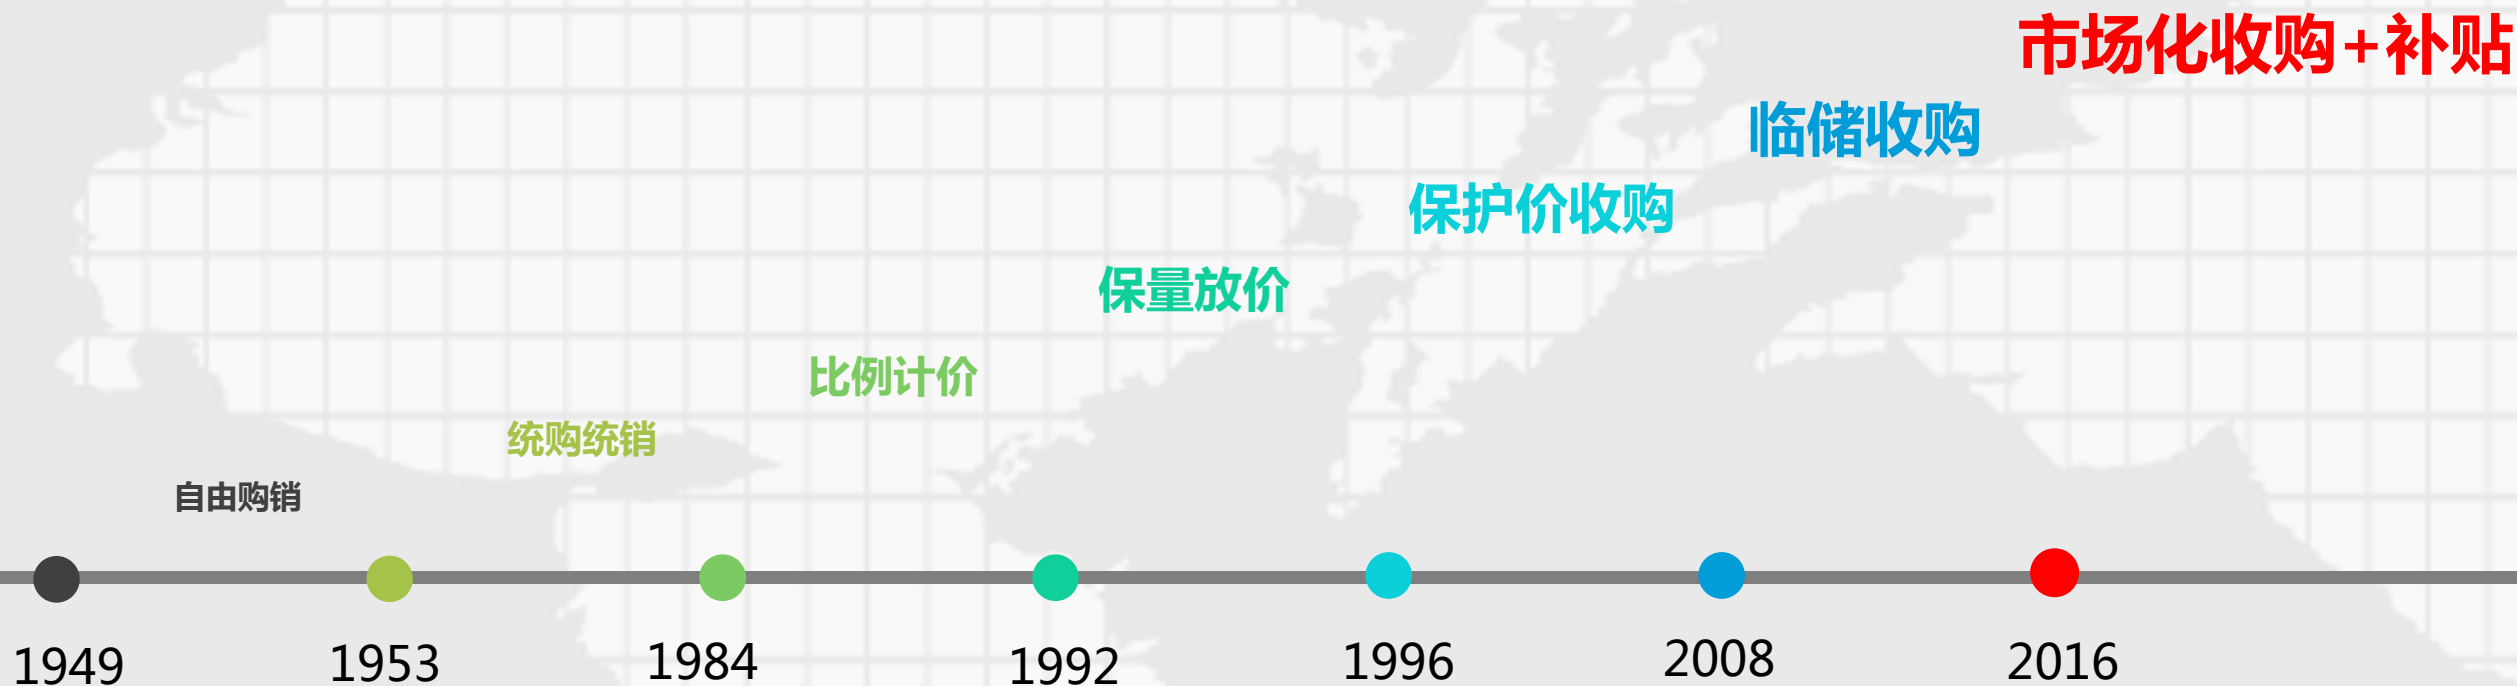 市场化收购+补贴
临储收购
保护价收购
保量放价
比例计价
统购统销
自由购销
1949 1953 1984 1992 1996 2008 2016